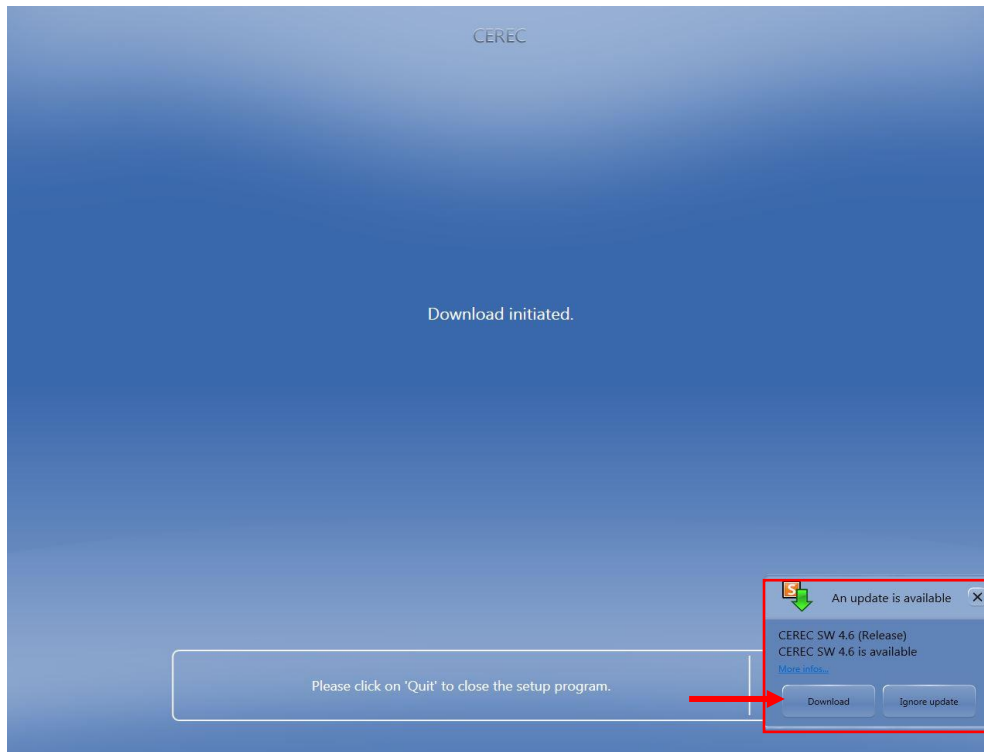 CEREC
Download initiated.
S
An update is available
CEREC SW 4.6 (Release)
CEREC SW 4.6 is available
More infos...
Download
Ignore update
Please click on 'Quit' to close the setup program.